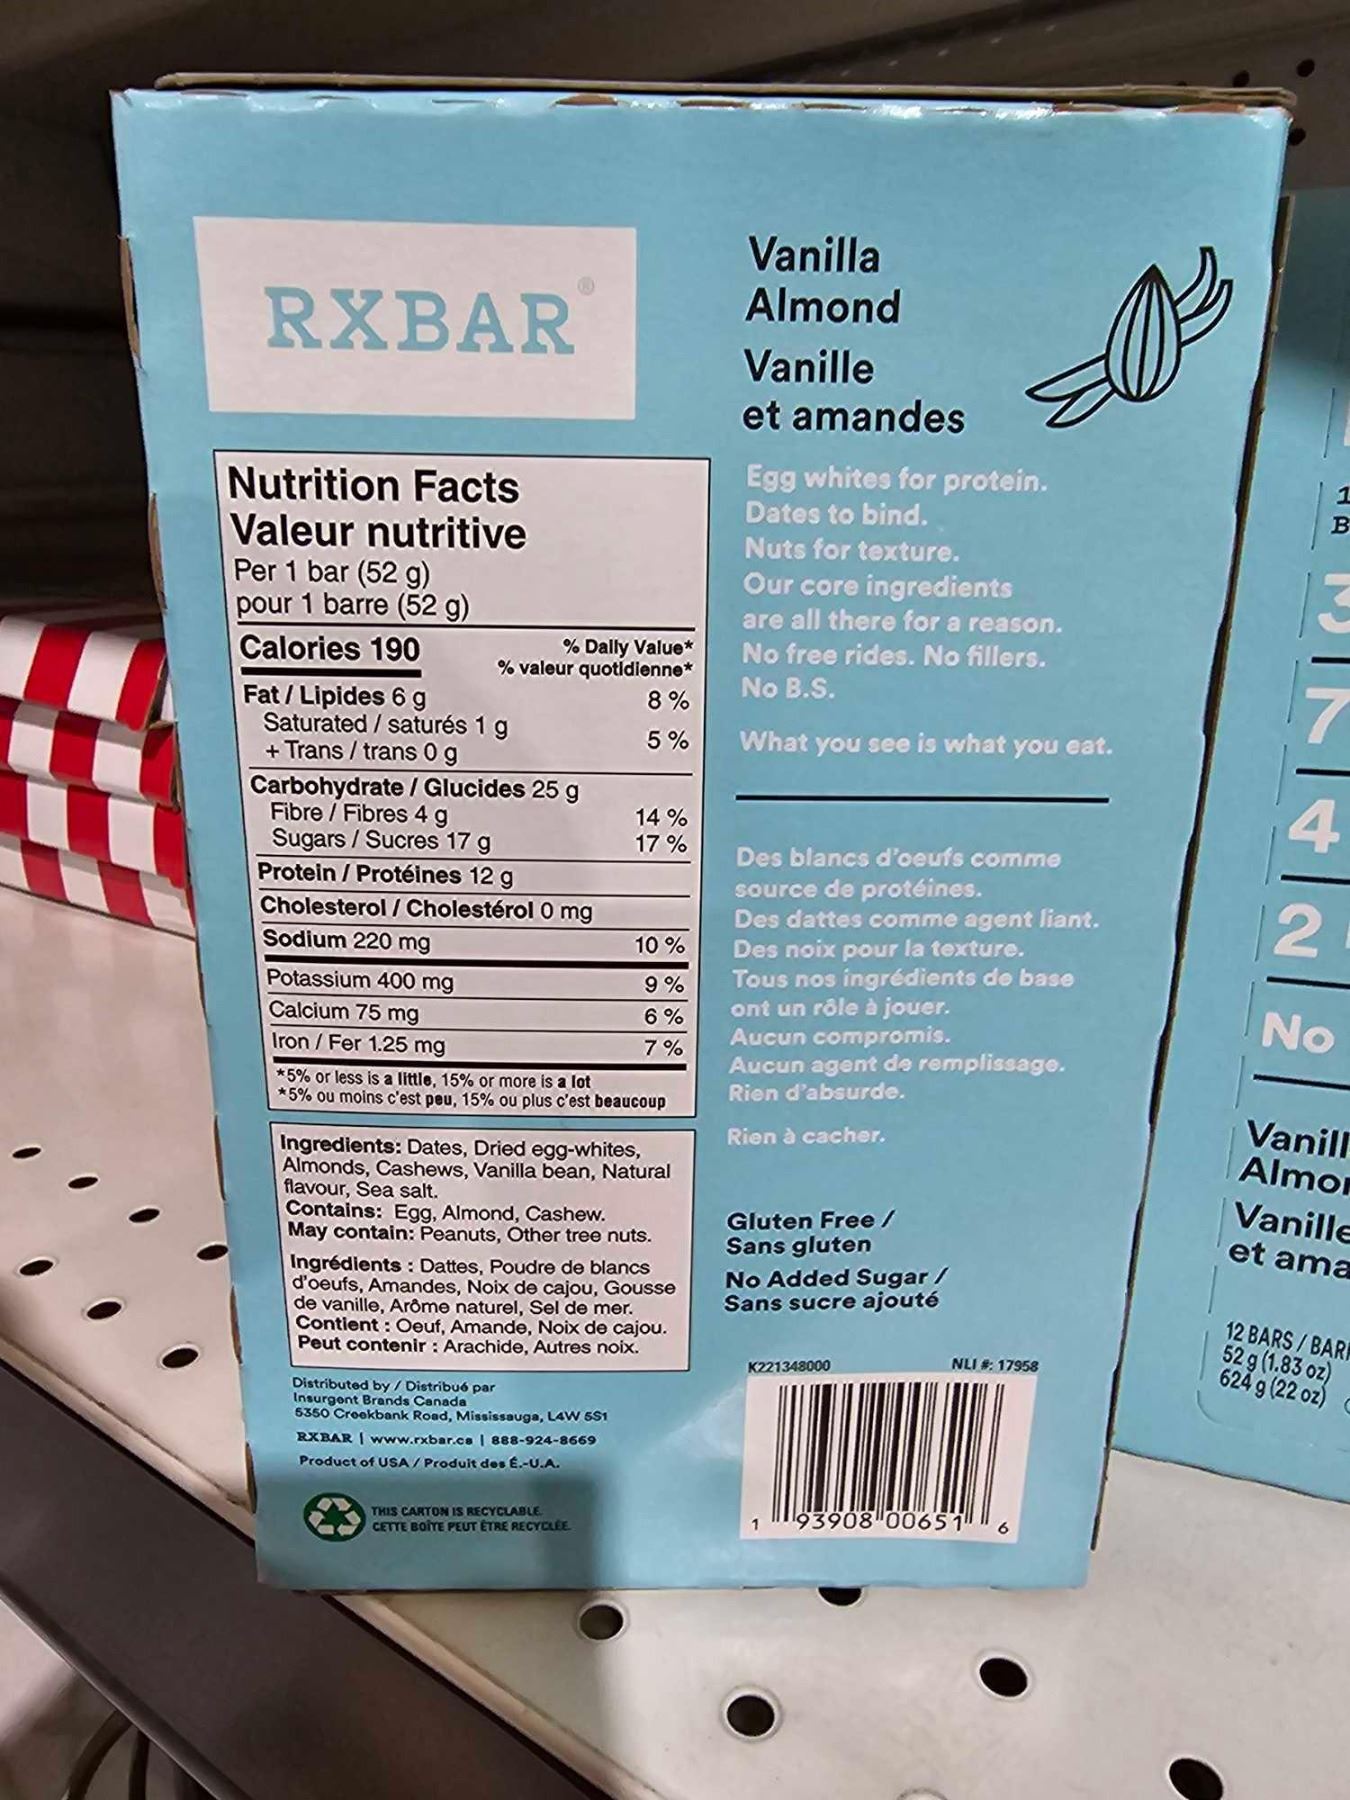 RXBAR®
Vanilla
Almond
Vanille
et amandes
Nutrition Facts
Valeur nutritive
Per 1 bar (52 g)
pour 1 barre (52 g)
Calories 190
% Daily Value*
% valeur quotidienne*
Fat / Lipides 6 g 8 %
Saturated / saturés 1 g
+ Trans / trans 0 g 5 %
Carbohydrate / Glucides 25 g
Fibre / Fibres 4 g 14 %
Sugars / Sucres 17 g 17 %
Protein / Protéines 12 g
Cholesterol / Cholestérol 0 mg
Sodium 220 mg 10 %
Potassium 400 mg 9 %
Calcium 75 mg 6 %
Iron / Fer 1.25 mg 7 %
*5% or less is a little, 15% or more is a lot
*5% ou moins c'est peu, 15% ou plus c'est beaucoup
Ingredients: Dates, Dried egg-whites,
Almonds, Cashews, Vanilla bean, Natural
flavour, Sea salt.
Contains: Egg, Almond, Cashew.
May contain: Peanuts, Other tree nuts.
Ingrédients : Dattes, Poudre de blancs
d'oeufs, Amandes, Noix de cajou, Gousse
de vanille, Arôme naturel, Sel de mer.
Contient : Oeuf, Amande, Noix de cajou.
Peut contenir : Arachide, Autres noix.
Distributed by / Distribué par
Insurgent Brands Canada
5350 Creekbank Road, Mississauga, L4W 5S1
RXBAR | www.rxbar.ca | 888-924-8669
Product of USA / Produit des É.-U.A.
THIS CARTON IS RECYCLABLE.
CETTE BOÎTE PEUT ÊTRE RECYCLÉE.
Egg whites for protein.
Dates to bind.
Nuts for texture.
Our core ingredients
are all there for a reason.
No free rides. No fillers.
No B.S.
What you see is what you eat.
Des blancs d'oeufs comme
source de protéines.
Des dattes comme agent liant.
Des noix pour la texture.
Tous nos ingrédients de base
ont un rôle à jouer.
Aucun compromis.
Aucun agent de remplissage.
Rien d'absurde.
Rien à cacher.
Gluten Free /
Sans gluten
No Added Sugar /
Sans sucre ajouté
K221348000 NLI #: 17958
1 93908 00651 6
3
7
4
2
No
Vanill
Almo
Vanille
et ama
12 BARS / BAR
52 g (1.83 oz)
624 g (22 oz)